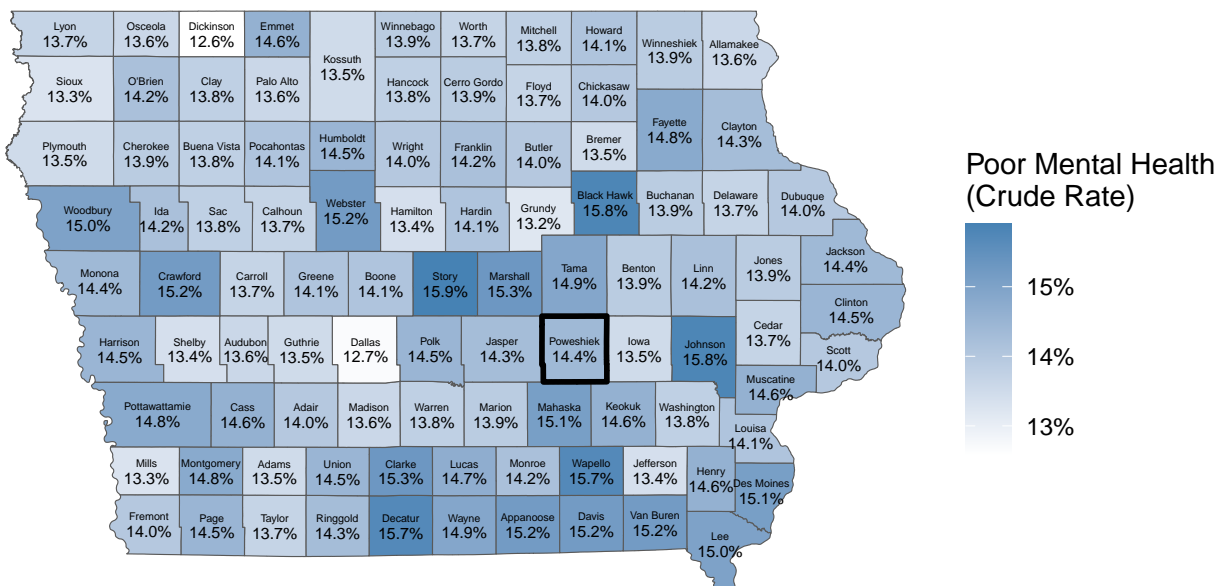 Lyon
13.7%
Osceola
13.6%
Dickinson
12.6%
Emmet
14.6%
Kossuth
13.5%
Winnebago
13.9%
Worth
13.7%
Mitchell
13.8%
Howard
14.1%
Winneshiek
13.9%
Allamakee
13.6%
Sioux
13.3%
O'Brien
14.2%
Clay
13.8%
Palo Alto
13.6%
Hancock
13.8%
Cerro Gordo
13.9%
Floyd
13.7%
Chickasaw
14.0%
Fayette
14.8%
Clayton
14.3%
Plymouth
13.5%
Cherokee
13.9%
Buena Vista
13.8%
Pocahontas
14.1%
Humboldt
14.5%
Wright
14.0%
Franklin
14.2%
Butler
14.0%
Bremer
13.5%
Woodbury
15.0%
Ida
14.2%
Sac
13.8%
Calhoun
13.7%
Webster
15.2%
Hamilton
13.4%
Hardin
14.1%
Grundy
13.2%
Black Hawk
15.8%
Buchanan
13.9%
Delaware
13.7%
Dubuque
14.0%
Monona
14.4%
Crawford
15.2%
Carroll
13.7%
Greene
14.1%
Boone
14.1%
Story
15.9%
Marshall
15.3%
Tama
14.9%
Benton
13.9%
Linn
14.2%
Jones
13.9%
Jackson
14.4%
Clinton
14.5%
Harrison
14.5%
Shelby
13.4%
Audubon
13.6%
Guthrie
13.5%
Dallas
12.7%
Polk
14.5%
Jasper
14.3%
Poweshiek
14.4%
Iowa
13.5%
Johnson
15.8%
Cedar
13.7%
Scott
14.0%
Muscatine
14.6%
Pottawattamie
14.8%
Cass
14.6%
Adair
14.0%
Madison
13.6%
Warren
13.8%
Marion
13.9%
Mahaska
15.1%
Keokuk
14.6%
Washington
13.8%
Louisa
14.1%
Mills
13.3%
Montgomery
14.8%
Adams
13.5%
Union
14.5%
Clarke
15.3%
Lucas
14.7%
Monroe
14.2%
Wapello
15.7%
Jefferson
13.4%
Henry
14.6%
Des Moines
15.1%
Fremont
14.0%
Page
14.5%
Taylor
13.7%
Ringgold
14.3%
Decatur
15.7%
Wayne
14.9%
Appanoose
15.2%
Davis
15.2%
Van Buren
15.2%
Lee
15.0%
Poor Mental Health
(Crude Rate)
15%
14%
13%